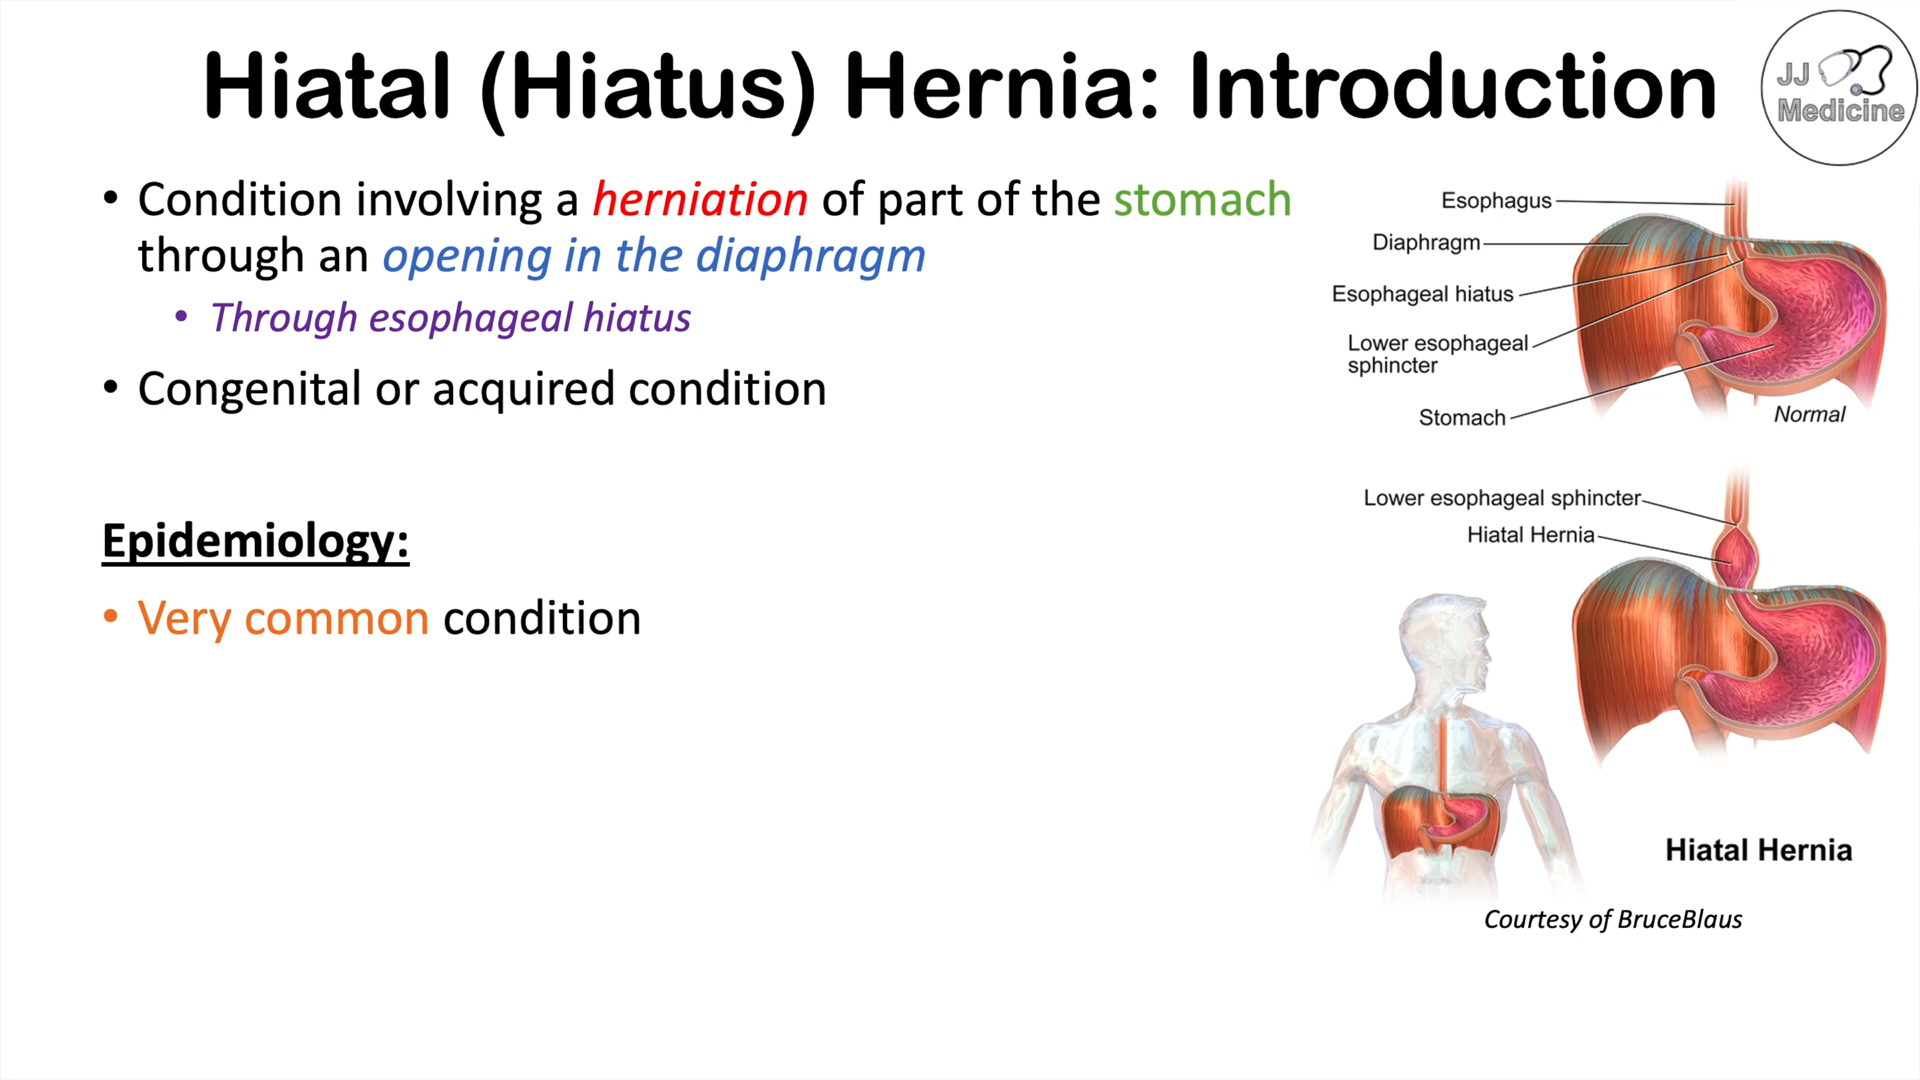 Hiatal (Hiatus) Hernia: Introduction
JJ
Medicine
• Condition involving a herniation of part of the stomach
through an opening in the diaphragm
• Through esophageal hiatus
• Congenital or acquired condition
Epidemiology:
• Very common condition
Esophagus
Diaphragm
Esophageal hiatus
Lower esophageal
sphincter
Stomach
Normal
Lower esophageal sphincter
Hiatal Hernia
Hiatal Hernia
Courtesy of BruceBlaus